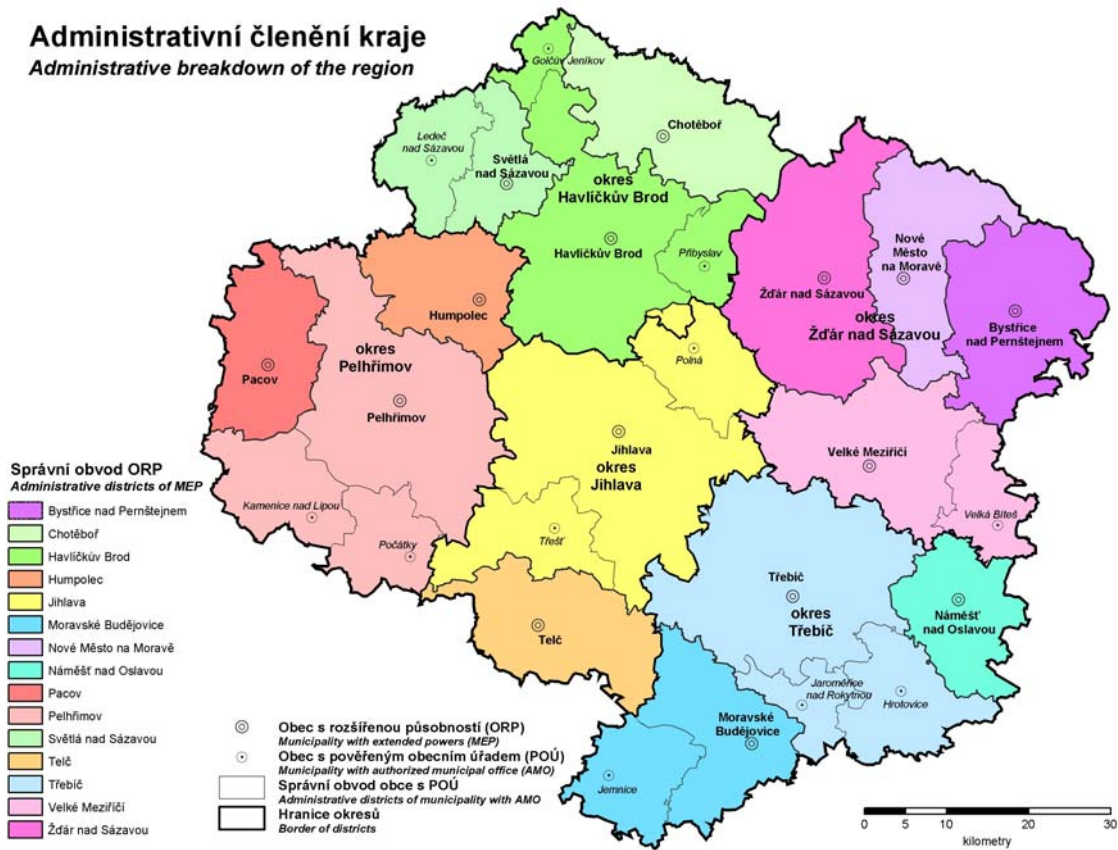 Administrativní členění kraje
Administrative breakdown of the region
Golčův Jeníkov
Chotěboř
Ledeč
nad Sázavou
Světlá
nad Sázavou
okres
Havlíčkův Brod
Havlíčkův Brod
Přibyslav
Nové
Město
na Moravě
Žďár nad Sázavou
okres
Žďár nad Sázavou
Bystřice
nad Pernštejnem
Humpolec
okres
Pelhřimov
Polná
Pacov
Pelhřimov
Jihlava
okres
Jihlava
Velké Meziříčí
Kamenice nad Lipou
Velká Bíteš
Počátky
Třešť
Třebíč
okres
Třebíč
Náměšť
nad Oslavou
Telč
Jaroměřice
nad Rokytnou
Hrotovice
Moravské
Budějovice
Jemnice
Správní obvod ORP
Administrative districts of MEP
Bystřice nad Pernštejnem
Chotěboř
Havlíčkův Brod
Humpolec
Jihlava
Moravské Budějovice
Nové Město na Moravě
Náměšť nad Oslavou
Pacov
Pelhřimov
Světlá nad Sázavou
Telč
Třebíč
Velké Meziříčí
Žďár nad Sázavou
Obec s rozšířenou působností (ORP)
Municipality with extended powers (MEP)
Obec s pověřeným obecním úřadem (POÚ)
Municipality with authorized municipal office (AMO)
Správní obvod obce s POÚ
Administrative districts of municipality with AMO
Hranice okresů
Border of districts
0 5 10 20 30
kilometry